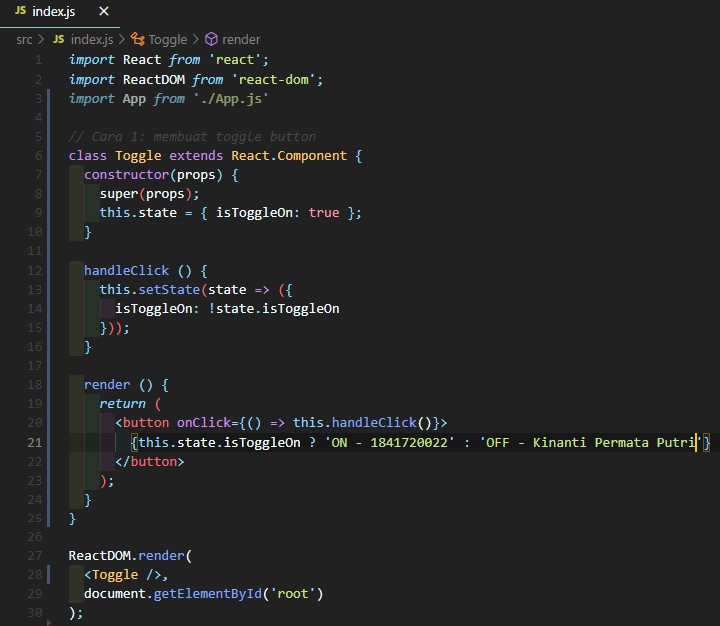 JS index.js ×
src > JS index.js > Toggle > render
1 import React from 'react';
2 import ReactDOM from 'react-dom';
3 import App from './App.js'
4
5 // Cara 1: membuat toggle button
6 class Toggle extends React.Component {
7 constructor(props) {
8 super(props);
9 this.state = { isToggleOn: true };
10 }
11
12 handleClick () {
13 this.setState(state => ({
14 isToggleOn: !state.isToggleOn
15 }));
16 }
17
18 render () {
19 return (
20 <button onClick={() => this.handleClick()}>
21 {this.state.isToggleOn ? 'ON - 1841720022' : 'OFF - Kinanti Permata Putri'}
22 </button>
23 );
24 }
25 }
26
27 ReactDOM.render(
28 <Toggle />,
29 document.getElementById('root')
30 );